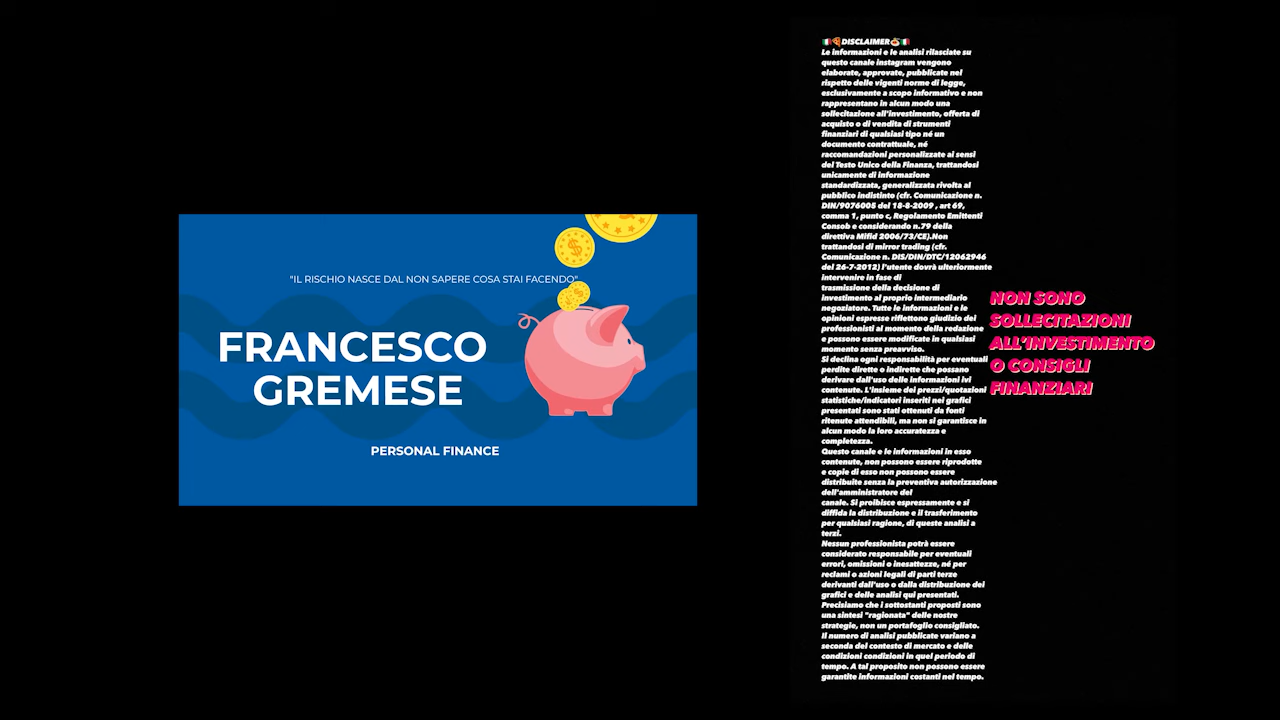 "IL RISCHIO NASCE DAL NON SAPERE COSA STAI FACENDO"
FRANCESCO
GREMESE
PERSONAL FINANCE
🇮🇹🍕DISCLAIMER🍝🇮🇹
Le informazioni e le analisi rilasciate su
questo canale instagram vengono
elaborate, approvate, pubblicate nel
rispetto delle vigenti norme di legge,
esclusivamente a scopo informativo e non
rappresentano in alcun modo una
sollecitazione all'investimento, offerta di
acquisto o di vendita di strumenti
finanziari di qualsiasi tipo né un
documento contrattuale, né
raccomandazioni personalizzate ai sensi
del Testo Unico della Finanza, trattandosi
unicamente di informazione
standardizzata, generalizzata rivolta al
pubblico indistinto (cfr. Comunicazione n.
DIN/9076005 del 18-8-2009 , art 69,
comma 1, punto c, Regolamento Emittenti
Consob e considerando n.79 della
direttiva Mifid 2006/73/CE).Non
trattandosi di mirror trading (cfr.
Comunicazione n. DIS/DIN/DTC/12062946
del 26-7-2012) l'utente dovrà ulteriormente
intervenire in fase di
trasmissione della decisione di
investimento al proprio intermediario
negoziatore. Tutte le informazioni e le
opinioni espresse riflettono giudizio dei
professionisti al momento della redazione
e possono essere modificate in qualsiasi
momento senza preavviso.
Si declina ogni responsabilità per eventuali
perdite dirette o indirette che possano
derivare dall'uso delle informazioni ivi
contenute. L'insieme dei prezzi/quotazioni
statistiche/indicatori inseriti nei grafici
presentati sono stati ottenuti da fonti
ritenute attendibili, ma non si garantisce in
alcun modo la loro accuratezza e
completezza.
Questo canale e le informazioni in esso
contenute, non possono essere riprodotte
e copie di esso non possono essere
distribuite senza la preventiva autorizzazione
dell'amministratore del
canale. Si proibisce espressamente e si
diffida la distribuzione e il trasferimento
per qualsiasi ragione, di queste analisi a
terzi.
Nessun professionista potrà essere
considerato responsabile per eventuali
errori, omissioni o inesattezze, né per
reclami o azioni legali di parti terze
derivanti dall'uso o dalla distribuzione dei
grafici e delle analisi qui presentati.
Precisiamo che i sottostanti proposti sono
una sintesi "ragionata" delle nostre
strategie, non un portafoglio consigliato.
Il numero di analisi pubblicate variano a
seconda del contesto di mercato e delle
condizioni condizioni in quel periodo di
tempo. A tal proposito non possono essere
garantite informazioni costanti nel tempo.
NON SONO
SOLLECITAZIONI
ALL'INVESTIMENTO
O CONSIGLI
FINANZIARI